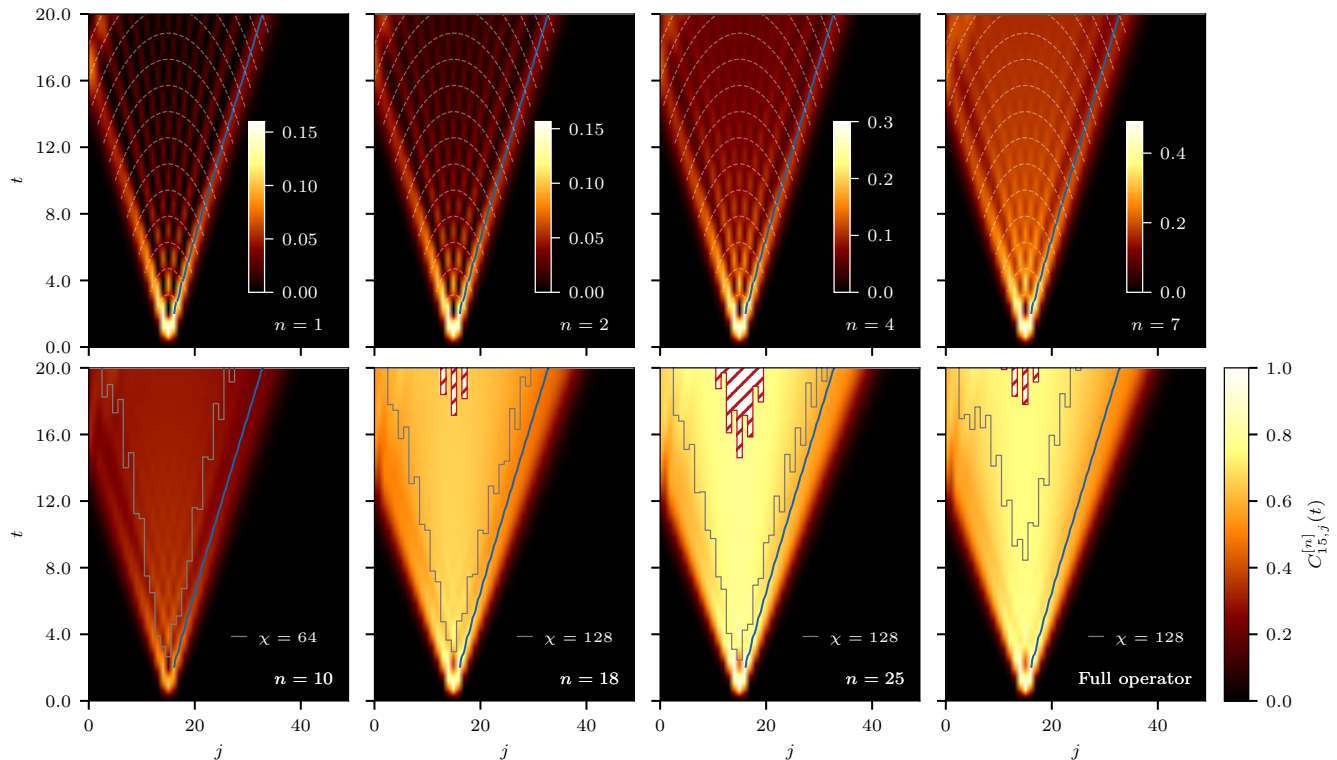 20.0
16.0
12.0
8.0
4.0
0.0
t
0.15
0.10
0.05
0.00
n = 1
0.15
0.10
0.05
0.00
n = 2
0.3
0.2
0.1
0.0
n = 4
0.4
0.2
0.0
n = 7
20.0
16.0
12.0
8.0
4.0
0.0
t
χ = 64
n = 10
0 20 40
j
χ = 128
n = 18
0 20 40
j
χ = 128
n = 25
0 20 40
j
χ = 128
Full operator
0 20 40
j
1.0
0.8
0.6
0.4
0.2
0.0
C^{[n]}_{15,j}(t)